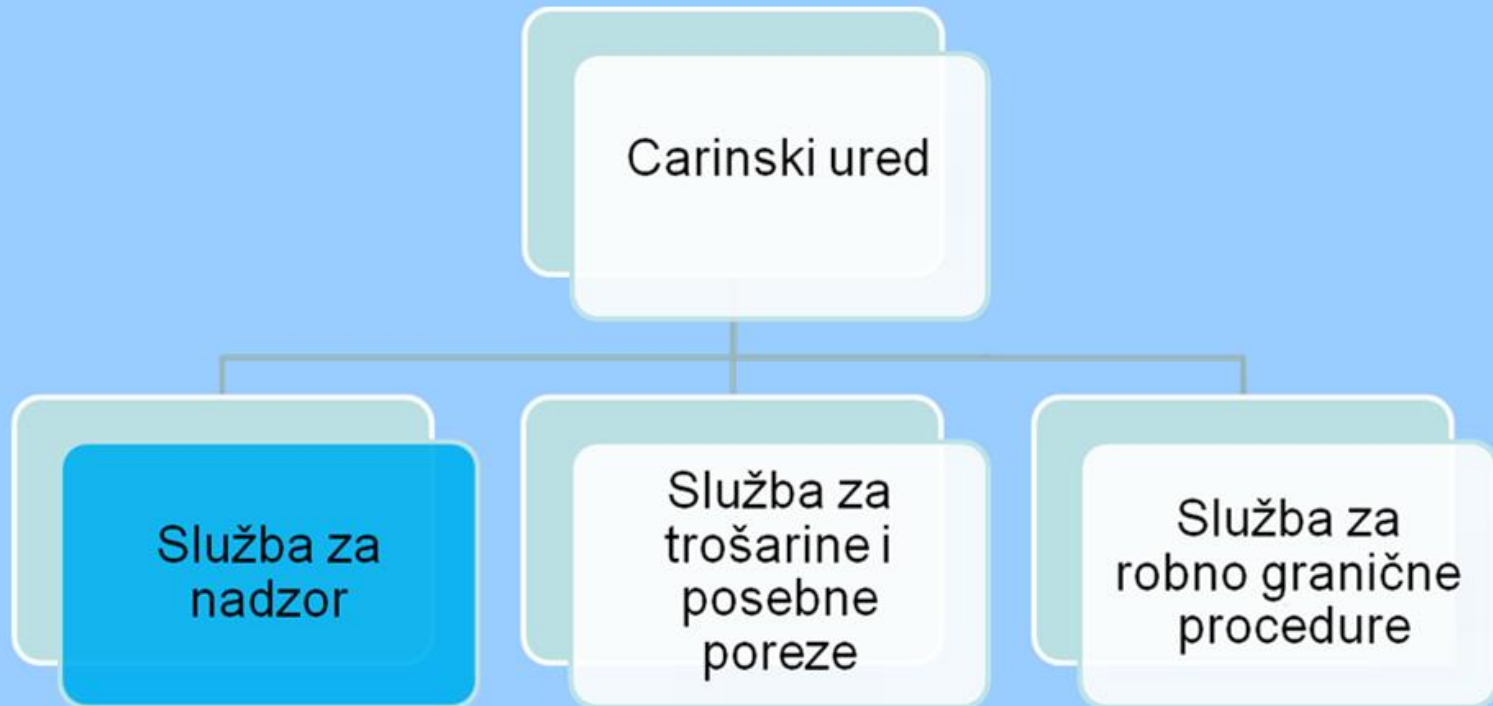 Carinski ured
Služba za
nadzor
Služba za
trošarine i
posebne
poreze
Služba za
robno granične
procedure